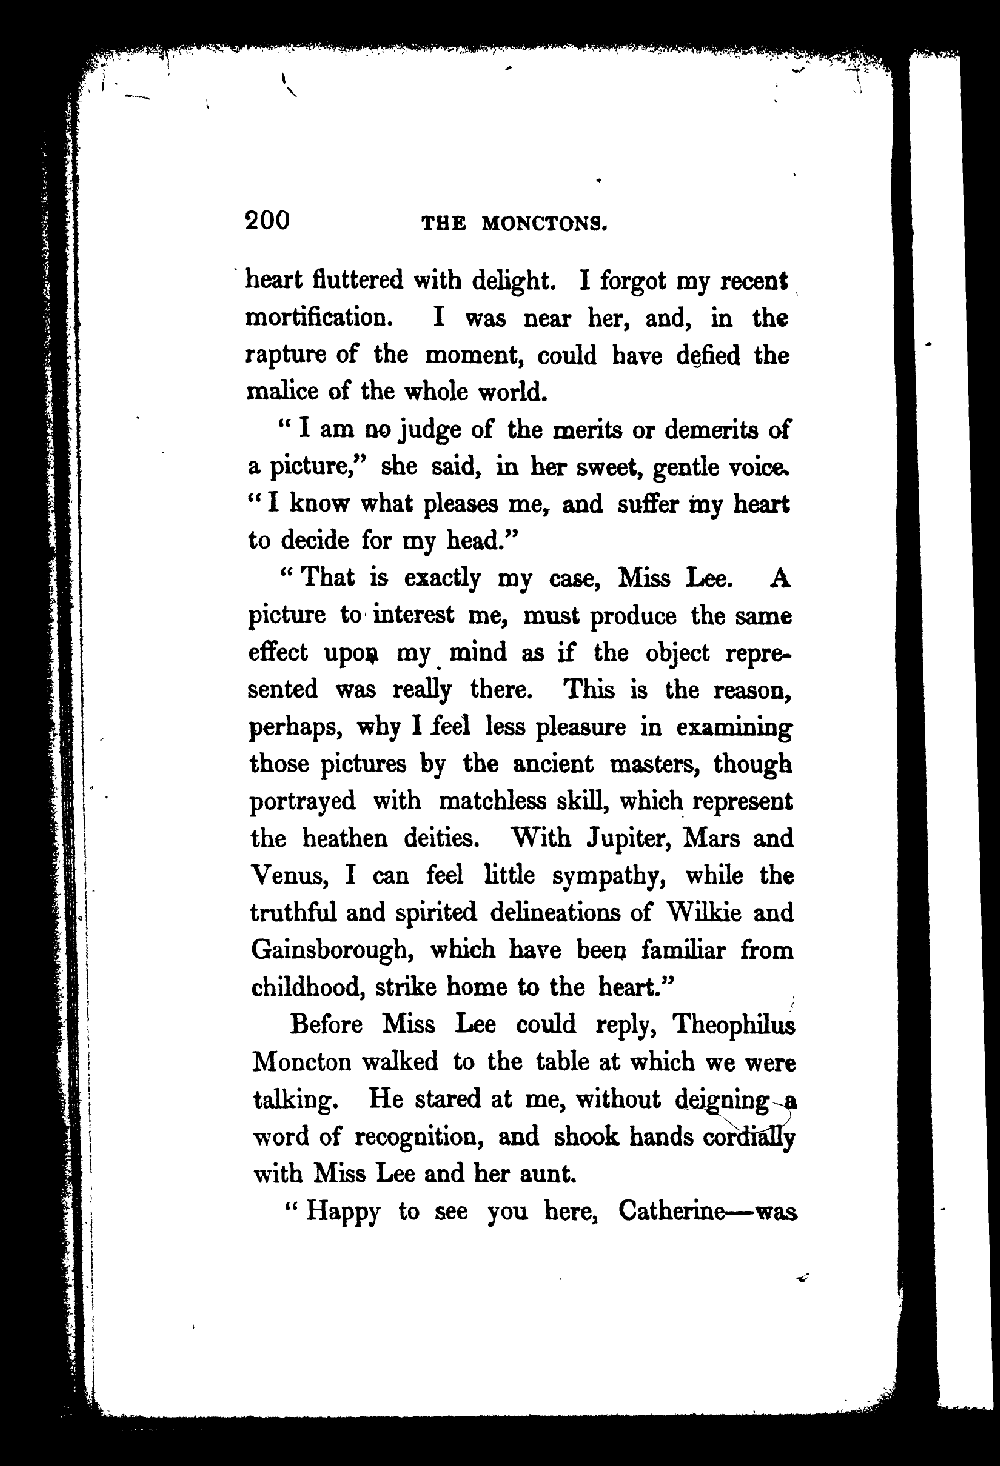 200 THE MONCTONS.
heart fluttered with delight. I forgot my recent
mortification. I was near her, and, in the
rapture of the moment, could have defied the
malice of the whole world.
“I am no judge of the merits or demerits of
a picture,” she said, in her sweet, gentle voice.
“I know what pleases me, and suffer my heart
to decide for my head.”
“That is exactly my case, Miss Lee. A
picture to interest me, must produce the same
effect upon my mind as if the object repre-
sented was really there. This is the reason,
perhaps, why I feel less pleasure in examining
those pictures by the ancient masters, though
portrayed with matchless skill, which represent
the heathen deities. With Jupiter, Mars and
Venus, I can feel little sympathy, while the
truthful and spirited delineations of Wilkie and
Gainsborough, which have been familiar from
childhood, strike home to the heart.”
Before Miss Lee could reply, Theophilus
Moncton walked to the table at which we were
talking. He stared at me, without deigning a
word of recognition, and shook hands cordially
with Miss Lee and her aunt.
“Happy to see you here, Catherine—was